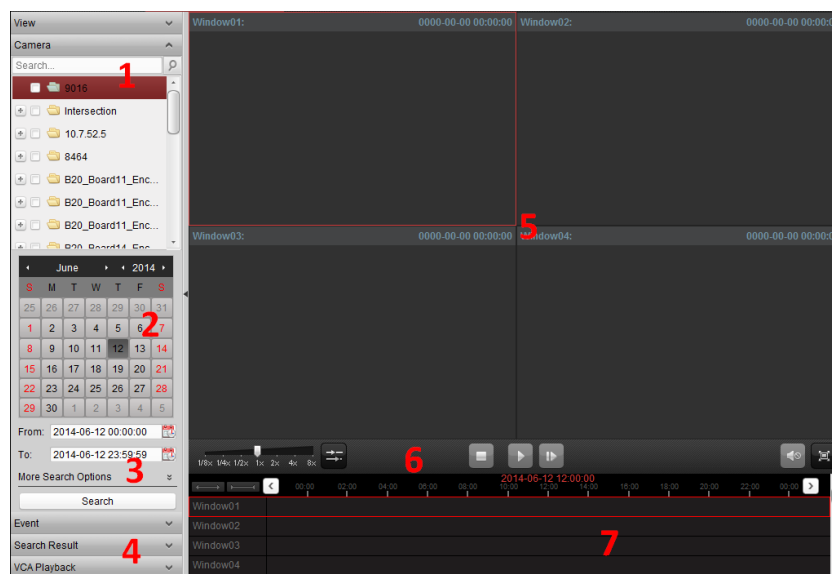 View
Camera
Search...
1
9016
Intersection
10.7.52.5
8464
B20_Board11_Enc...
B20_Board11_Enc...
B20_Board11_Enc...
June 2014
S M T W T F S
25 26 27 28 29 30 31
2
1 2 3 4 5 6 7
8 9 10 11 12 13 14
15 16 17 18 19 20 21
22 23 24 25 26 27 28
29 30 1 2 3 4 5
From: 2014-06-12 00:00:00
To: 2014-06-12 23:59:59
3
More Search Options
Search
Event
4
Search Result
VCA Playback
Window01: 0000-00-00 00:00:00
Window02: 0000-00-00 00:00:
5
Window03: 0000-00-00 00:00:00
Window04: 0000-00-00 00:00:
6
1/8x 1/4x 1/2x 1x 2x 4x 8x
2014-06-12 12:00:00
00:00 02:00 04:00 06:00 08:00 10:00 12:00 14:00 16:00 18:00 20:00 22:00 00:00
Window01
Window02
7
Window03
Window04